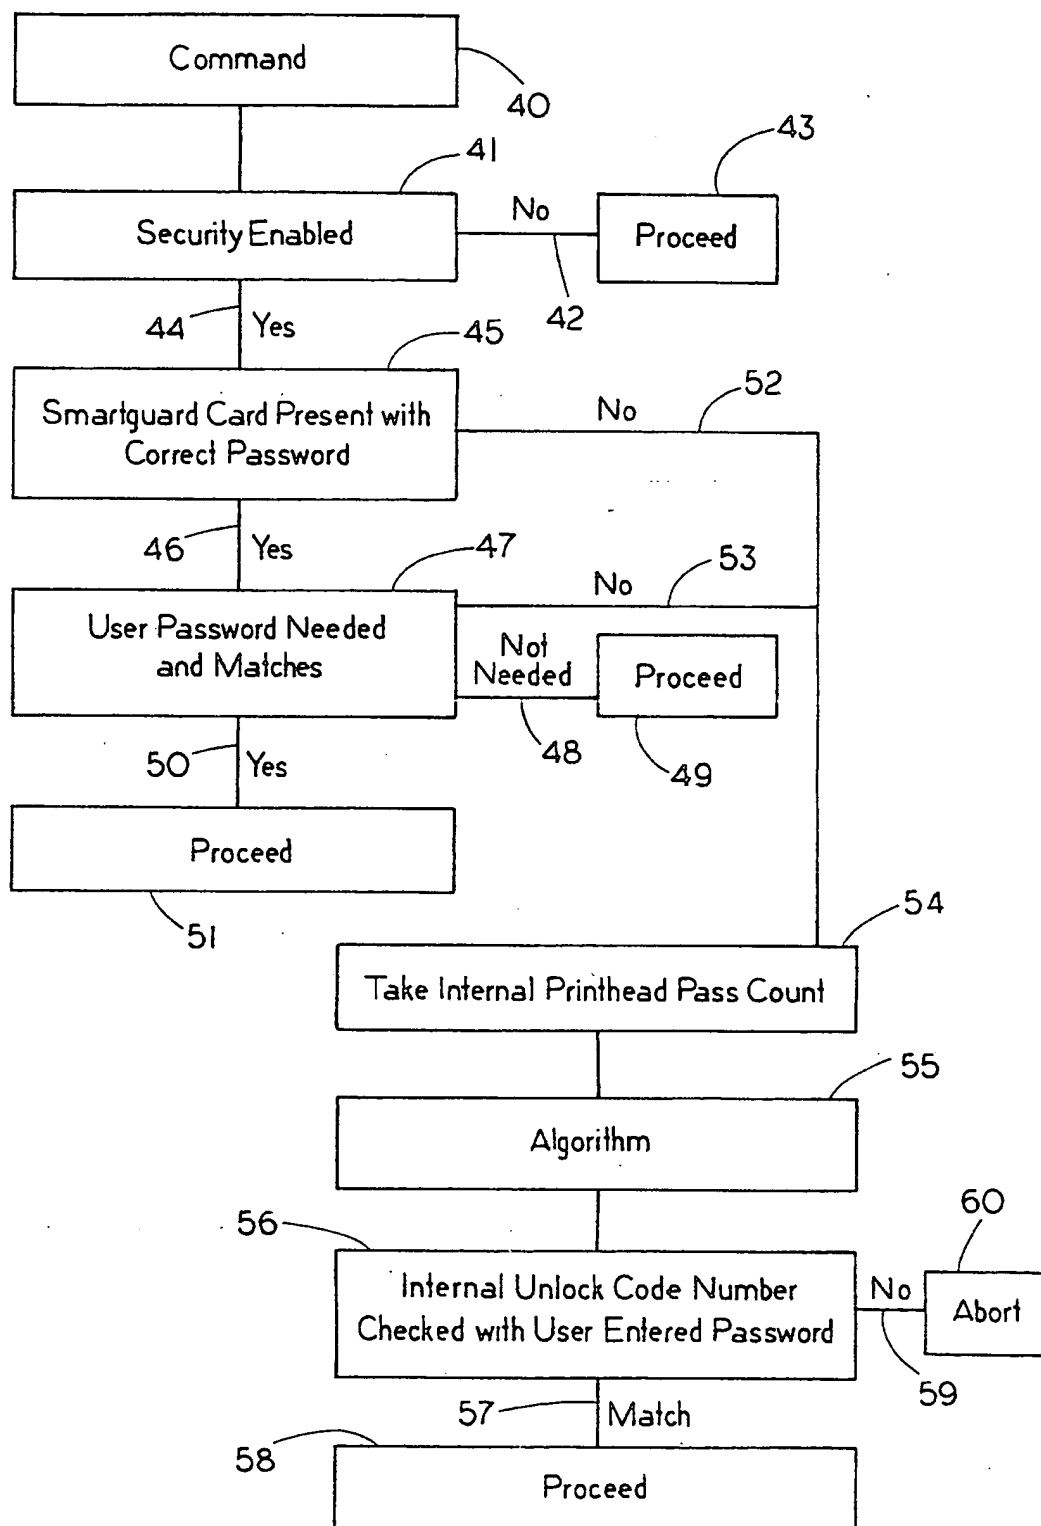 Command
40
41
43
Security Enabled
No
Proceed
42
44
Yes
45
52
Smartguard Card Present with
Correct Password
No
46
Yes
47
53
No
User Password Needed
and Matches
Not
Needed
Proceed
48
49
50
Yes
Proceed
51
54
Take Internal Printhead Pass Count
55
Algorithm
56
60
Internal Unlock Code Number
Checked with User Entered Password
No
Abort
59
57
Match
58
Proceed